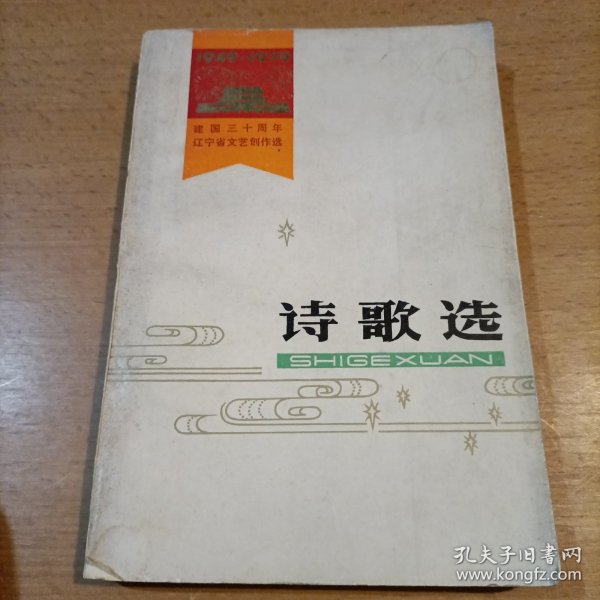 1949-1979
建国三十周年
辽宁省文艺创作选
诗歌选
SHIGEXUAN
孔夫子旧书网
www.kongfz.com